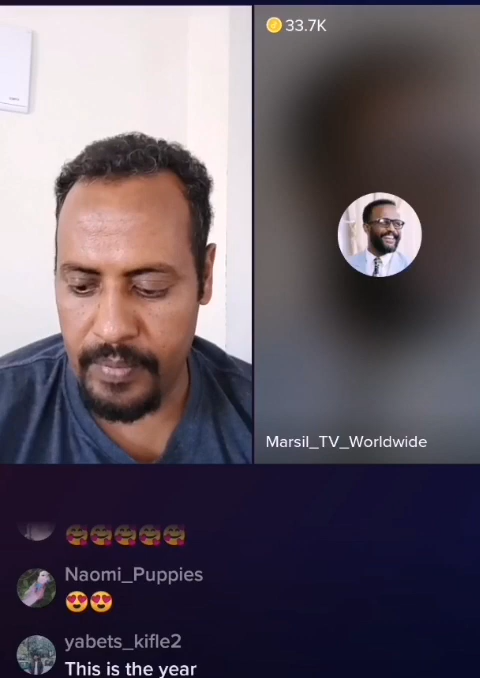 33.7K
Marsil_TV_Worldwide
🥰🥰🥰🥰🥰
Naomi_Puppies
😍😍
yabets_kifle2
This is the year